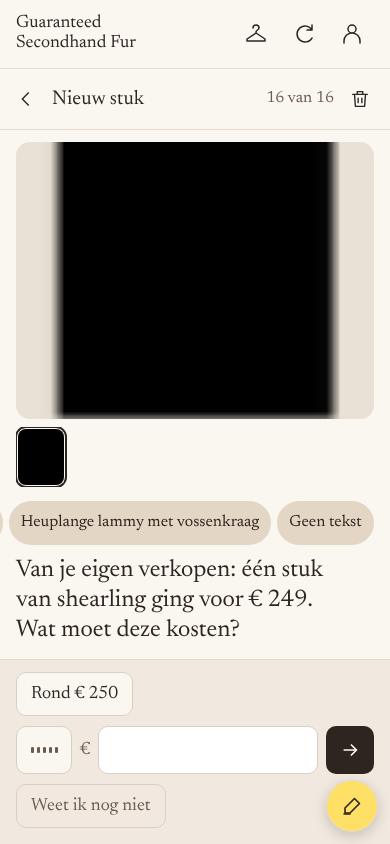 Guaranteed
Secondhand Fur
Nieuw stuk
16 van 16
Heuplange lammy met vossenkraag
Geen tekst
Van je eigen verkopen: één stuk
van shearling ging voor € 249.
Wat moet deze kosten?
Rond € 250
€
Weet ik nog niet